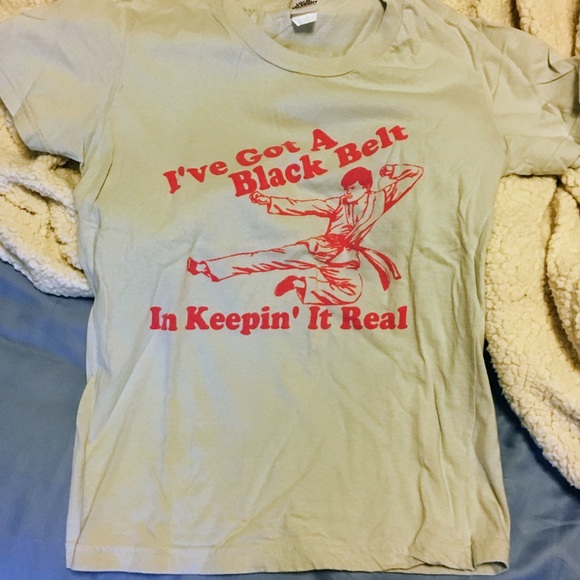 I've Got A
Black Belt
In Keepin' It Real